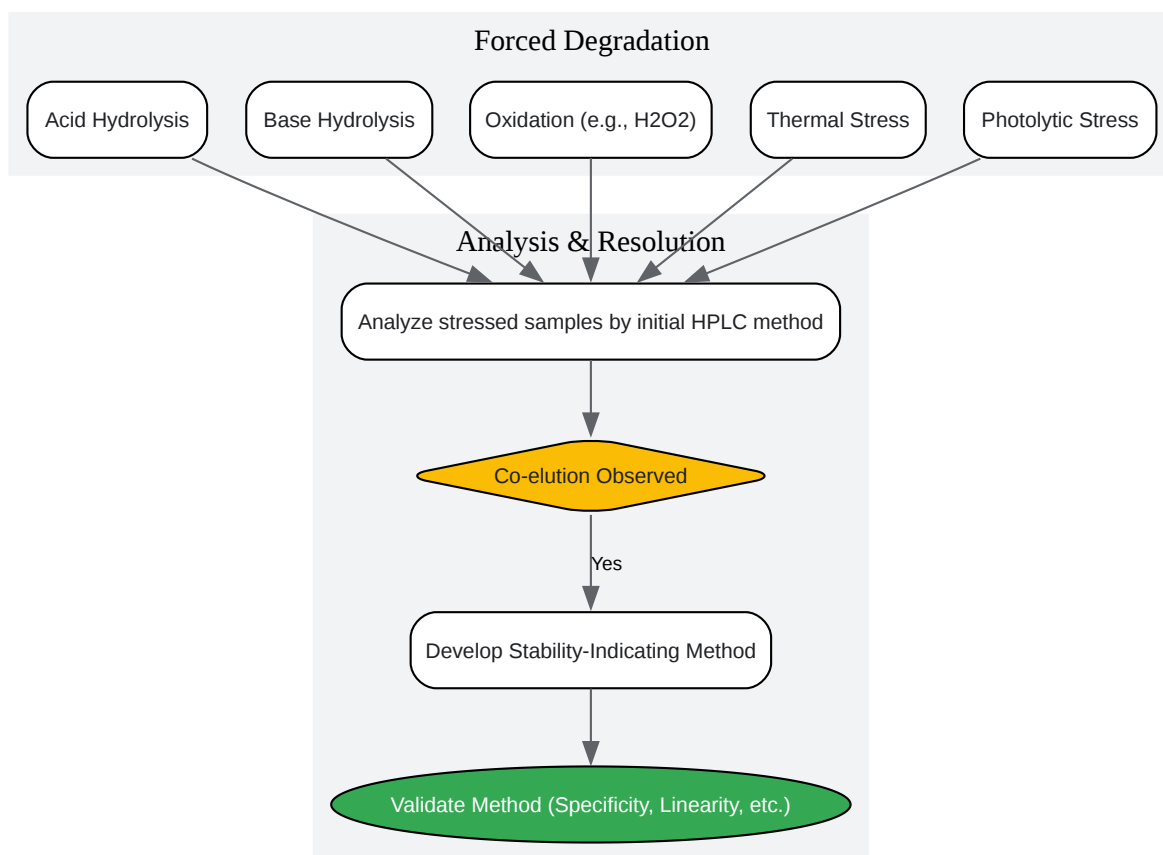 Forced Degradation
Acid Hydrolysis
Base Hydrolysis
Oxidation (e.g., H2O2)
Thermal Stress
Photolytic Stress
Analysis & Resolution
Analyze stressed samples by initial HPLC method
Co-elution Observed
Yes
Develop Stability-Indicating Method
Validate Method (Specificity, Linearity, etc.)